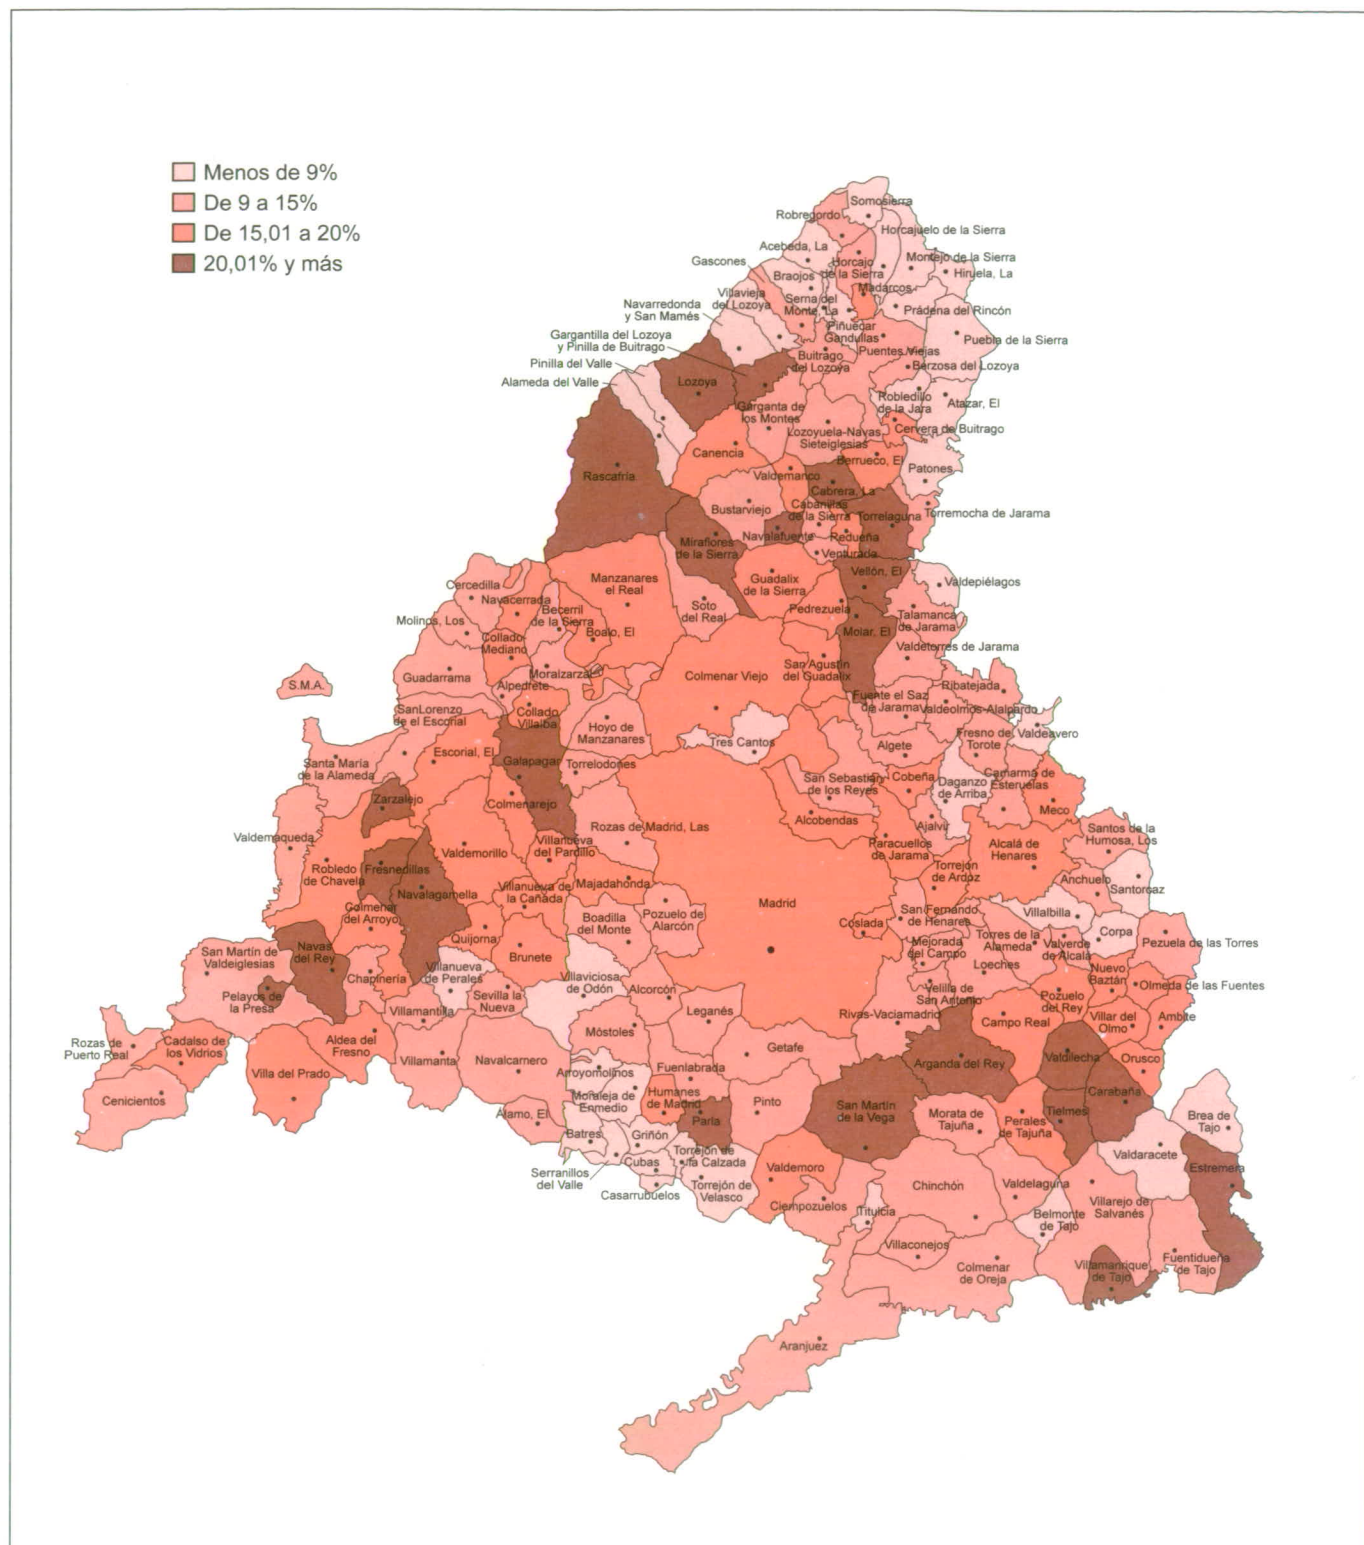 Menos de 9%
De 9 a 15%
De 15,01 a 20%
20,01% y más
Somosierra
Robregordo
Horcajuelo de la Sierra
Acebeda, La
Montejo de la Sierra
Gascones
Horcajo
de la Sierra
Hiruela, La
Braojos
Madarcos
Villavieja
del Lozoya
Serna del
Monte, La
Navarredonda
y San Mamés
Prádena del Rincón
Piñuécar
Gandullas
Gargantilla del Lozoya
y Pinilla de Buitrago
Puebla de la Sierra
Puentes Viejas
Buitrago
del Lozoya
Pinilla del Valle
Berzosa del Lozoya
Alameda del Valle
Lozoya
Robledillo
de la Jara
Atazar, El
Garganta de
los Montes
Cervera de Buitrago
Lozoyuela-Navas
Sieteiglesias
Canencia
Berrueco, El
Patones
Rascafría
Valdemanco
Cabrera, La
Bustarviejo
Cabanillas
de la Sierra
Torrelaguna
Torremocha de Jarama
Navalafuente
Redueña
Miraflores
de la Sierra
Venturada
Vellón, El
Valdepiélagos
Cercedilla
Manzanares
el Real
Guadalix
de la Sierra
Navacerrada
Becerril
de la Sierra
Soto
del Real
Pedrezuela
Talamanca
de Jarama
Molinos, Los
Boalo, El
Molar, El
Collado
Mediano
Valdetorres de Jarama
Guadarrama
Moralzarzal
Colmenar Viejo
San Agustín
del Guadalix
S.M.A.
Alpedrete
Ribatejada
Fuente el Saz
de Jarama
Valdeolmos-Alalpardo
SanLorenzo
de el Escorial
Collado
Villalba
Hoyo de
Manzanares
Tres Cantos
Algete
Fresno de
Torote
Valdeavero
Escorial, El
Santa María
de la Alameda
Galapagar
Torrelodones
San Sebastián
de los Reyes
Cobeña
Daganzo
de Arriba
Camarma de
Esteruelas
Zarzalejo
Colmenarejo
Meco
Alcobendas
Ajalvir
Valdemaqueda
Rozas de Madrid, Las
Santos de la
Humosa, Los
Valdemorillo
Villanueva
del Pardillo
Paracuellos
de Jarama
Alcalá de
Henares
Robledo
de Chavela
Fresnedillas
Torrejón
de Ardoz
Anchuelo
Santorcaz
Navalagamella
Villanueva de
la Cañada
Majadahonda
Madrid
Colmenar
del Arroyo
Boadilla
del Monte
Pozuelo de
Alarcón
San Fernando
de Henares
Villalbilla
Coslada
Corpa
Quijorna
Torres de la
Alameda
Valverde
de Alcalá
Pezuela de las Torres
San Martín de
Valdeiglesias
Navas
del Rey
Brunete
Mejorada
del Campo
Loeches
Villanueva
de Perales
Nuevo
Baztán
Chapinería
Villaviciosa
de Odón
Olmeda de las Fuentes
Pelayos de
la Presa
Sevilla la
Nueva
Alcorcón
Velilla de
San Antonio
Pozuelo
del Rey
Villamantilla
Leganés
Rivas-Vaciamadrid
Campo Real
Villar del
Olmo
Ambite
Móstoles
Rozas de
Puerto Real
Cadalso de
los Vidrios
Aldea del
Fresno
Getafe
Villamanta
Navalcarnero
Valdilecha
Orusco
Arroyomolinos
Fuenlabrada
Arganda del Rey
Villa del Prado
Carabaña
Cenicientos
Moraleja de
Enmedio
Humanes
de Madrid
Pinto
San Martín
de la Vega
Tielmes
Álamo, El
Parla
Morata de
Tajuña
Perales
de Tajuña
Brea de
Tajo
Batres
Griñón
Valdaracete
Serranillos
del Valle
Cubas
Torrejón de
la Calzada
Valdemoro
Estremera
Casarrubuelos
Torrejón de
Velasco
Chinchón
Valdelaguna
Ciempozuelos
Titulcia
Belmonte
de Tajo
Villarejo de
Salvanés
Villaconejos
Colmenar
de Oreja
Villamanrique
de Tajo
Fuentidueña
de Tajo
Aranjuez